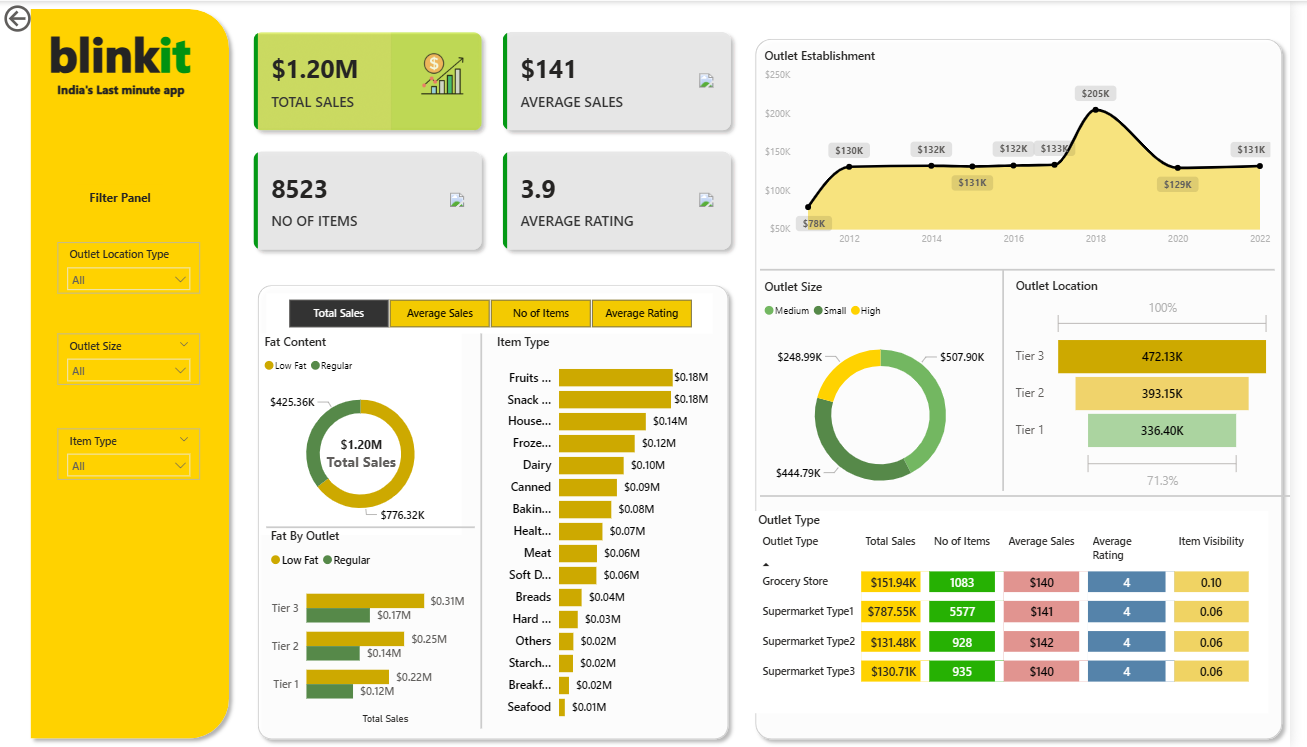 blinkit
India's Last minute app
Filter Panel
Outlet Location Type
All
Outlet Size
All
Item Type
All
$1.20M
TOTAL SALES
$141
AVERAGE SALES
8523
NO OF ITEMS
3.9
AVERAGE RATING
Total Sales Average Sales No of Items Average Rating
Fat Content
Low Fat Regular
$425.36K
$1.20M
Total Sales
$776.32K
Fat By Outlet
Low Fat Regular
Tier 3 $0.31M
$0.17M
Tier 2 $0.25M
$0.14M
Tier 1 $0.22M
$0.12M
Total Sales
Item Type
Fruits ... $0.18M
Snack ... $0.18M
House... $0.14M
Froze... $0.12M
Dairy $0.10M
Canned $0.09M
Bakin... $0.08M
Healt... $0.07M
Meat $0.06M
Soft D... $0.06M
Breads $0.04M
Hard ... $0.03M
Others $0.02M
Starch... $0.02M
Breakf... $0.02M
Seafood $0.01M
Outlet Establishment
$250K
$200K
$150K
$100K
$50K
$78K $130K $132K $131K $132K $133K $205K $129K $131K
2012 2014 2016 2018 2020 2022
Outlet Size
Medium Small High
$248.99K $507.90K
$444.79K
Outlet Location
100%
Tier 3 472.13K
Tier 2 393.15K
Tier 1 336.40K
71.3%
Outlet Type
Outlet Type Total Sales No of Items Average Sales Average Rating Item Visibility
Grocery Store $151.94K 1083 $140 4 0.10
Supermarket Type1 $787.55K 5577 $141 4 0.06
Supermarket Type2 $131.48K 928 $142 4 0.06
Supermarket Type3 $130.71K 935 $140 4 0.06